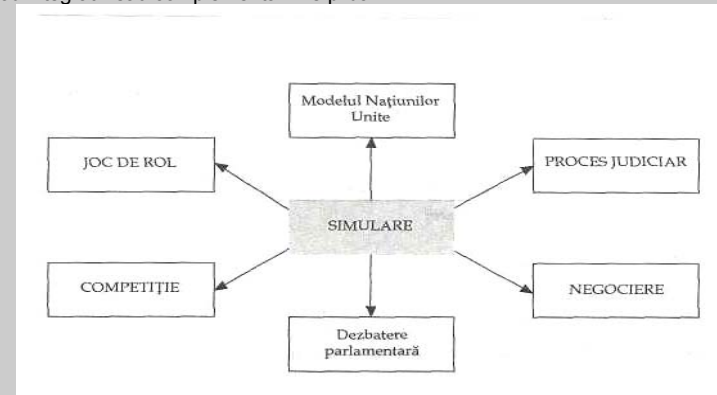 Modelul Națiunilor
Unite
JOC DE ROL
PROCES JUDICIAR
SIMULARE
COMPETIȚIE
NEGOCIERE
Dezbatere
parlamentară